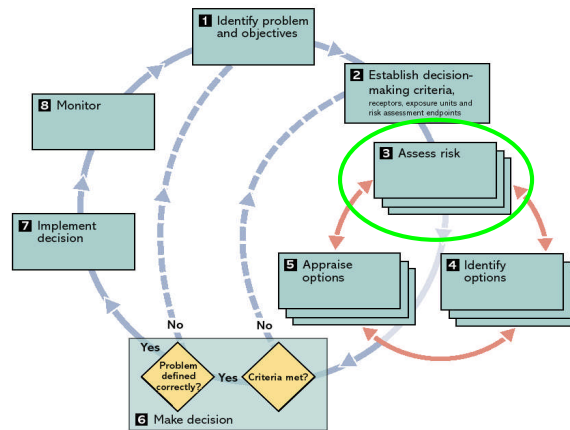 1 Identify problem
and objectives
2 Establish decision-
making criteria,
receptors, exposure units and
risk assessment endpoints
3 Assess risk
4 Identify
options
5 Appraise
options
Criteria met?
No
Yes
Problem
defined
correctly?
No
Yes
6 Make decision
7 Implement
decision
8 Monitor